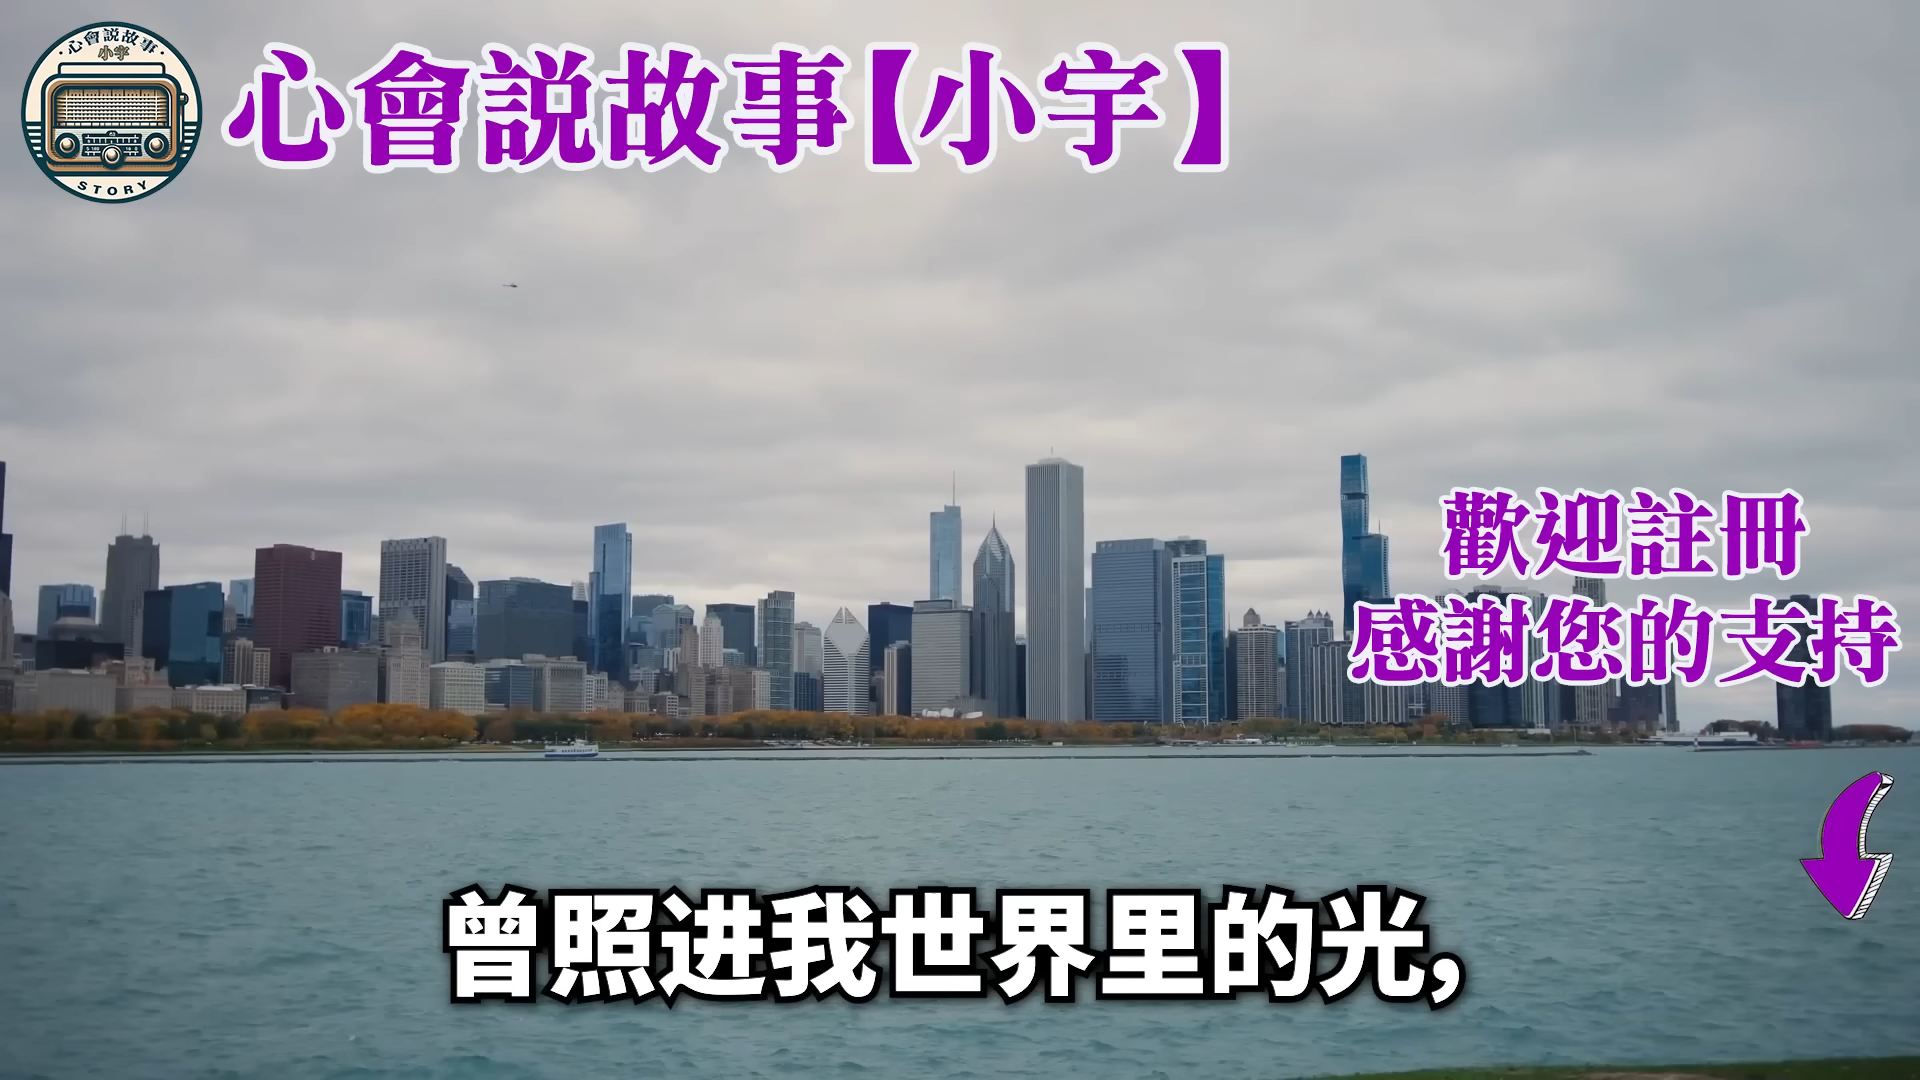 ·心會説故事·
小宇
STORY
心會説故事【小宇】
歡迎註冊
感謝您的支持
曾照进我世界里的光,